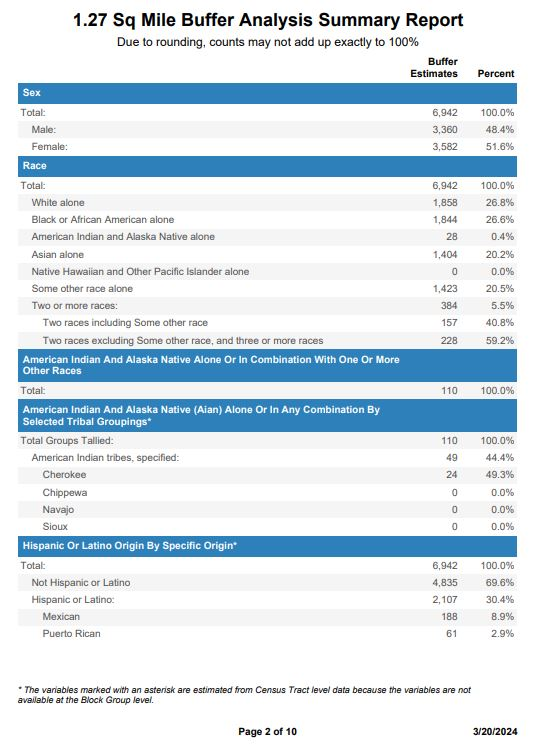 1.27 Sq Mile Buffer Analysis Summary Report
Due to rounding, counts may not add up exactly to 100%
Buffer
Estimates Percent
Sex
Total: 6,942 100.0%
Male: 3,360 48.4%
Female: 3,582 51.6%
Race
Total: 6,942 100.0%
White alone 1,858 26.8%
Black or African American alone 1,844 26.6%
American Indian and Alaska Native alone 28 0.4%
Asian alone 1,404 20.2%
Native Hawaiian and Other Pacific Islander alone 0 0.0%
Some other race alone 1,423 20.5%
Two or more races: 384 5.5%
Two races including Some other race 157 40.8%
Two races excluding Some other race, and three or more races 228 59.2%
American Indian And Alaska Native Alone Or In Combination With One Or More
Other Races
Total: 110 100.0%
American Indian And Alaska Native (Aian) Alone Or In Any Combination By
Selected Tribal Groupings*
Total Groups Tallied: 110 100.0%
American Indian tribes, specified: 49 44.4%
Cherokee 24 49.3%
Chippewa 0 0.0%
Navajo 0 0.0%
Sioux 0 0.0%
Hispanic Or Latino Origin By Specific Origin*
Total: 6,942 100.0%
Not Hispanic or Latino 4,835 69.6%
Hispanic or Latino: 2,107 30.4%
Mexican 188 8.9%
Puerto Rican 61 2.9%
* The variables marked with an asterisk are estimated from Census Tract level data because the variables are not
available at the Block Group level.
Page 2 of 10 3/20/2024